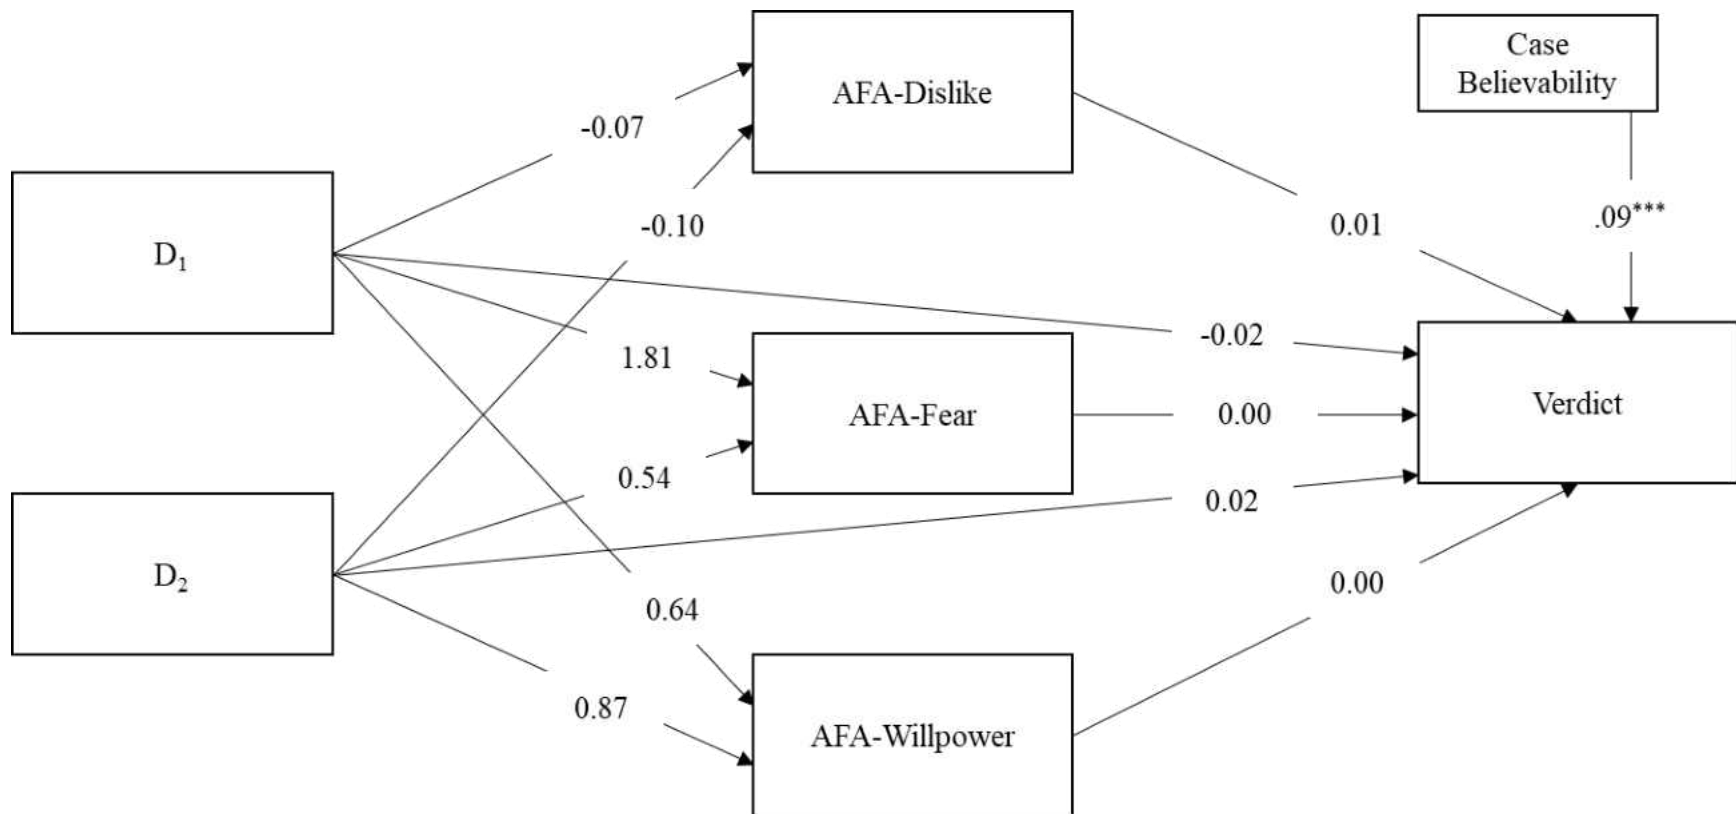 Case
Believability
AFA-Dislike
-0.07
-0.10
.09***
0.01
D₁
-0.02
1.81
AFA-Fear
0.00
Verdict
0.54
0.02
D₂
0.64
0.00
0.87
AFA-Willpower